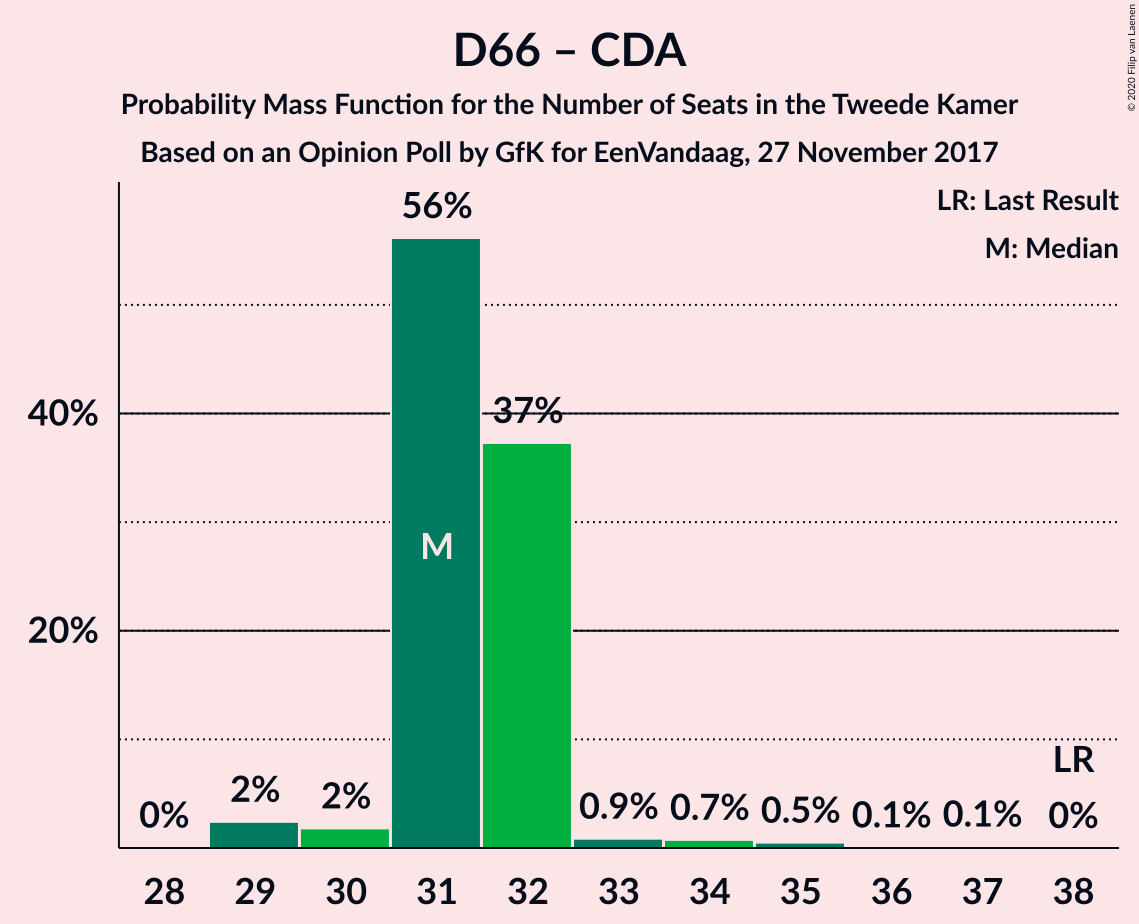 D66 – CDA
Probability Mass Function for the Number of Seats in the Tweede Kamer
Based on an Opinion Poll by GfK for EenVandaag, 27 November 2017
© 2020 Filip van Laenen
LR: Last Result
M: Median
56%
40%
37%
M
20%
LR
0%
2%
2%
0.9%
0.7%
0.5%
0.1%
0.1%
0%
28 29 30 31 32 33 34 35 36 37 38